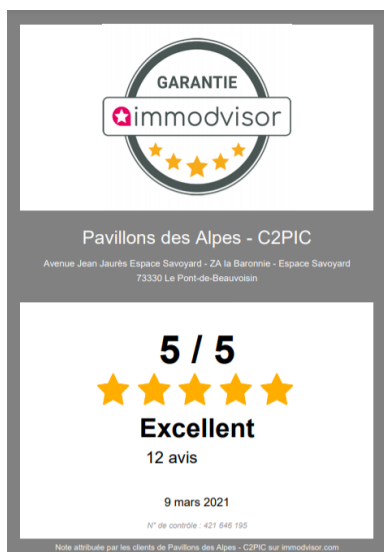 GARANTIE
immodvisor
Pavillons des Alpes - C2PIC
Avenue Jean Jaurès Espace Savoyard - ZA la Baronnie - Espace Savoyard
73330 Le Pont-de-Beauvoisin
5 / 5
Excellent
12 avis
9 mars 2021
N° de contrôle : 421 646 195
Note attribuée par les clients de Pavillons des Alpes - C2PIC sur immodvisor.com